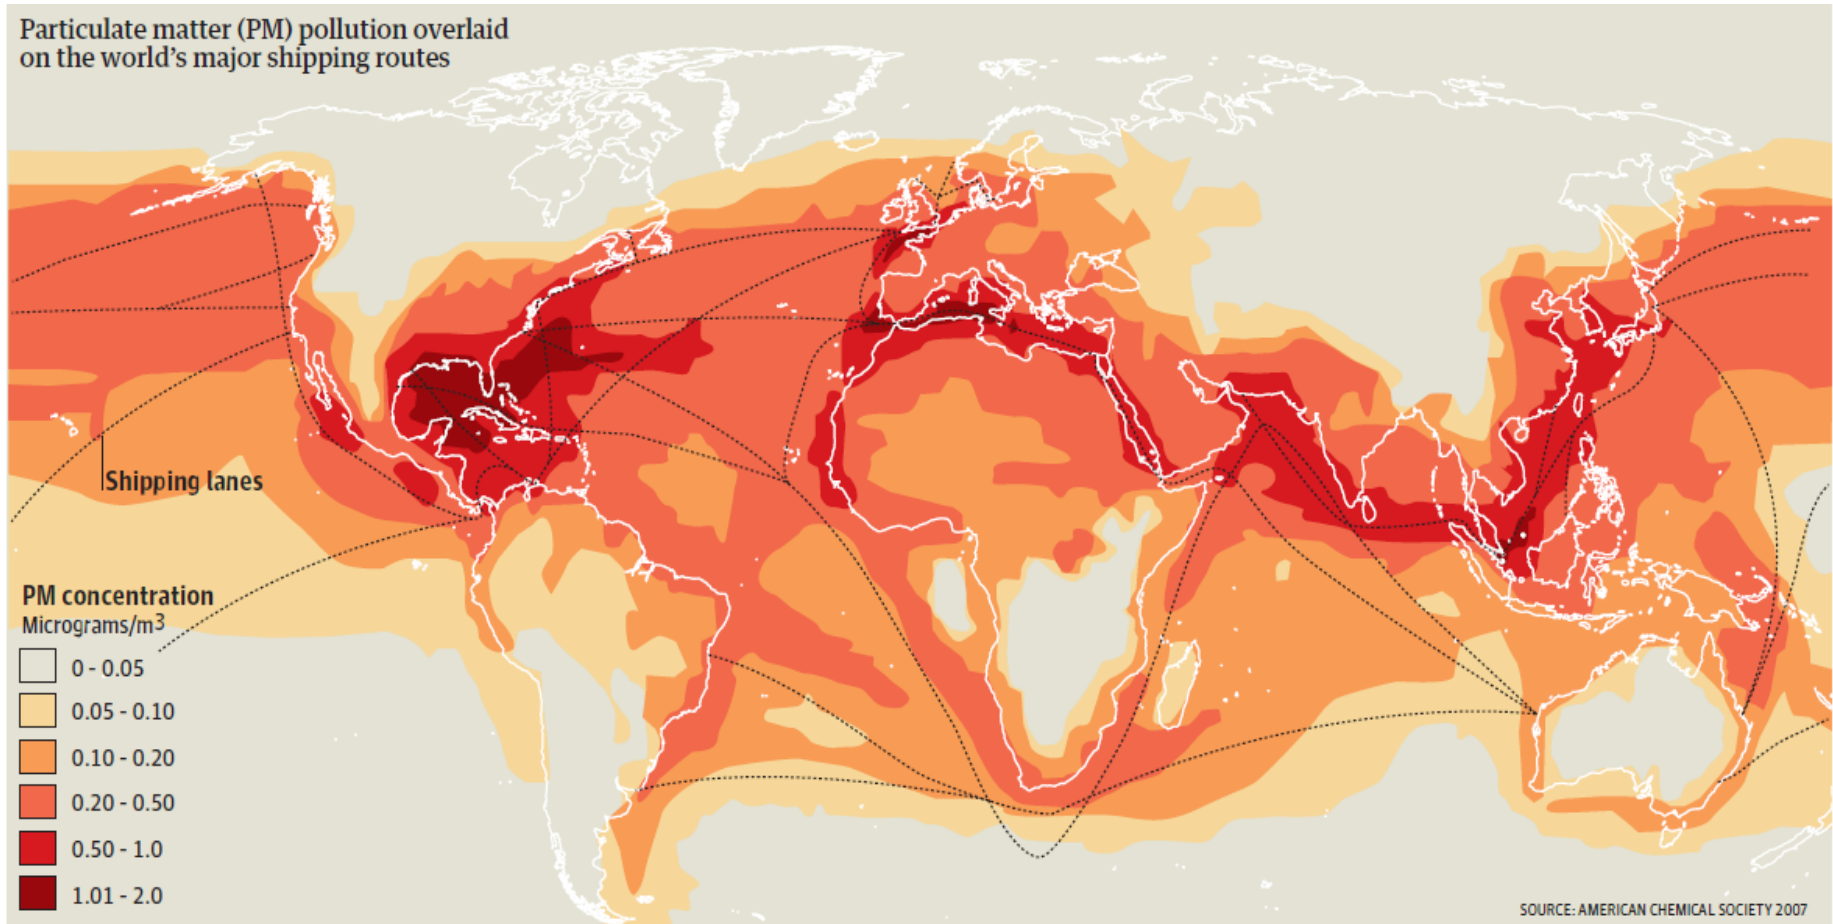 Particulate matter (PM) pollution overlaid
on the world's major shipping routes
Shipping lanes
PM concentration
Micrograms/m³
0 - 0.05
0.05 - 0.10
0.10 - 0.20
0.20 - 0.50
0.50 - 1.0
1.01 - 2.0
SOURCE: AMERICAN CHEMICAL SOCIETY 2007